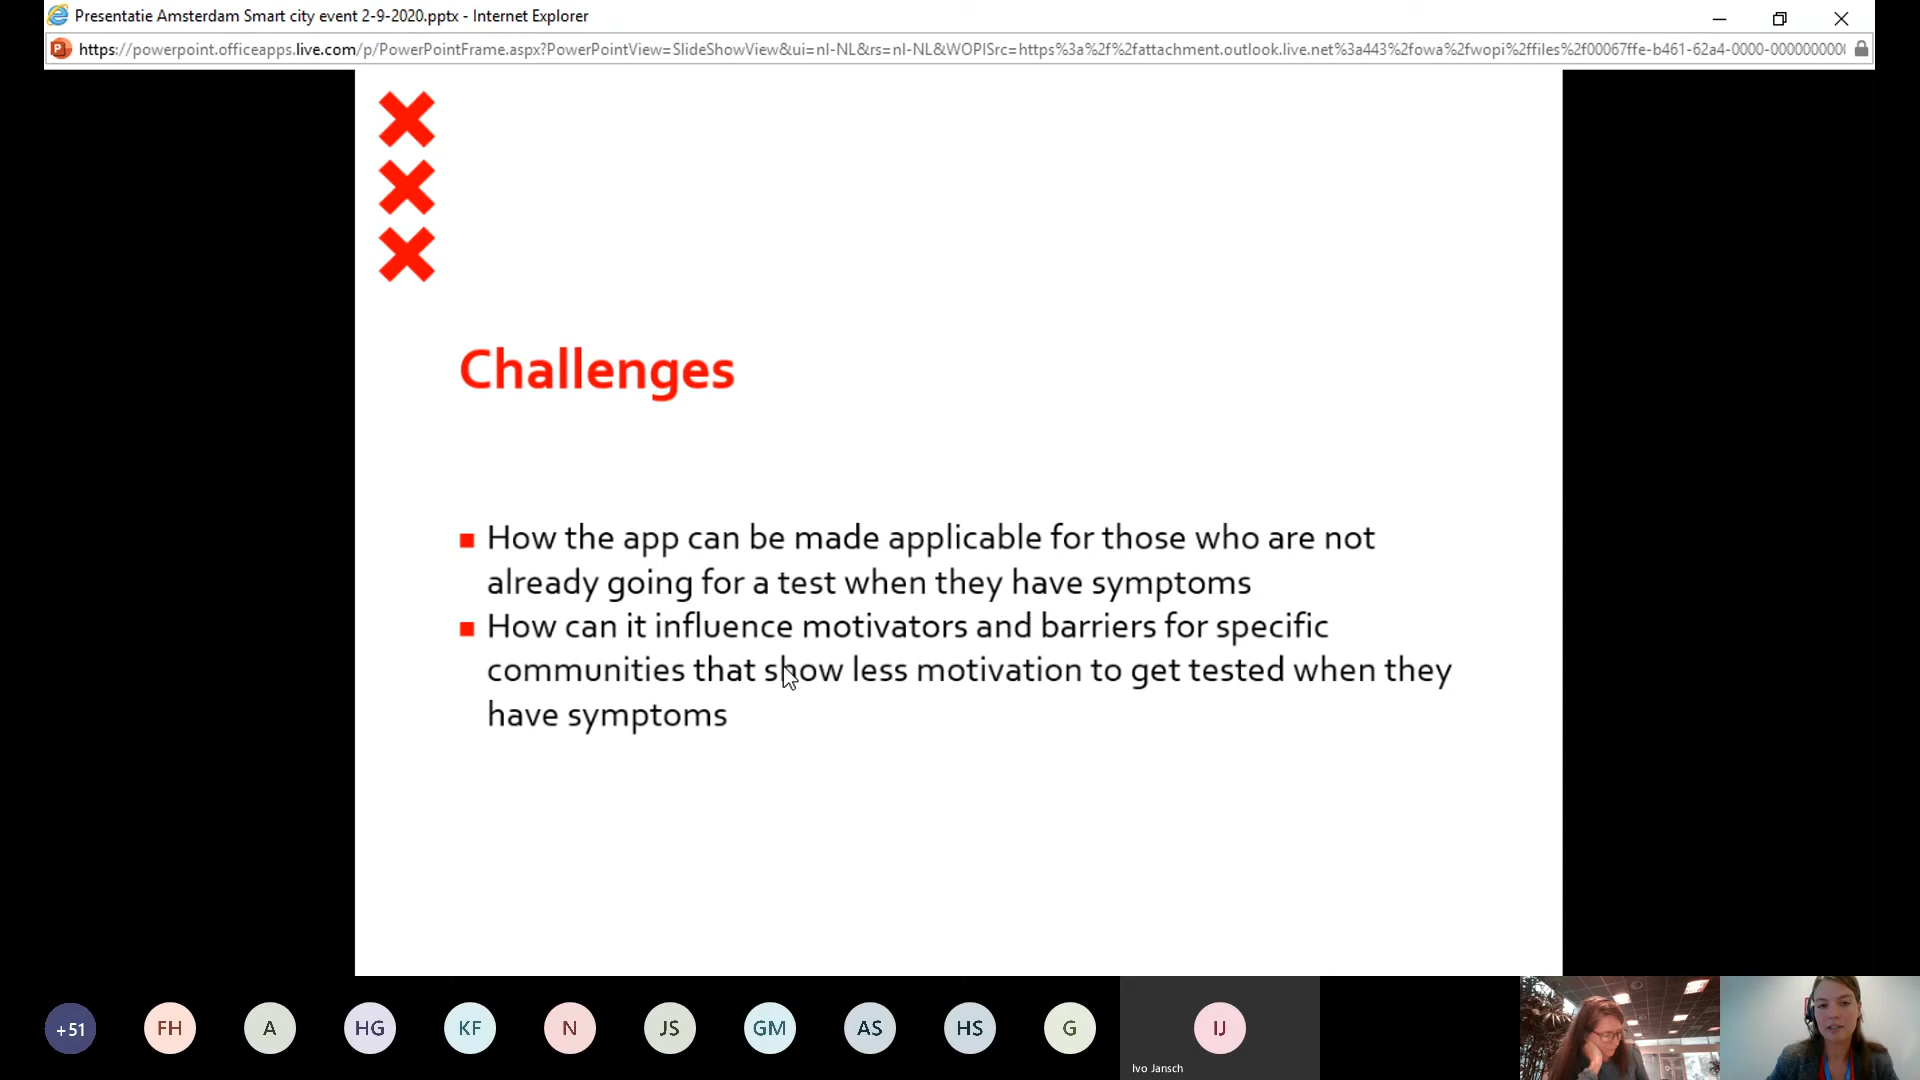 Presentatie Amsterdam Smart city event 2-9-2020.pptx - Internet Explorer
https://powerpoint.officeapps.live.com/p/PowerPointFrame.aspx?PowerPointView=SlideShowView&ui=nl-NL&rs=nl-NL&WOPISrc=https%3a%2f%2fattachment.outlook.live.net%3a443%2fowa%2fwopi%2ffiles%2f00067ffe-b461-62a4-0000-000000000
Challenges
How the app can be made applicable for those who are not
already going for a test when they have symptoms
How can it influence motivators and barriers for specific
communities that show less motivation to get tested when they
have symptoms
+51 FH A HG KF N JS GM AS HS G IJ
Ivo Jansch